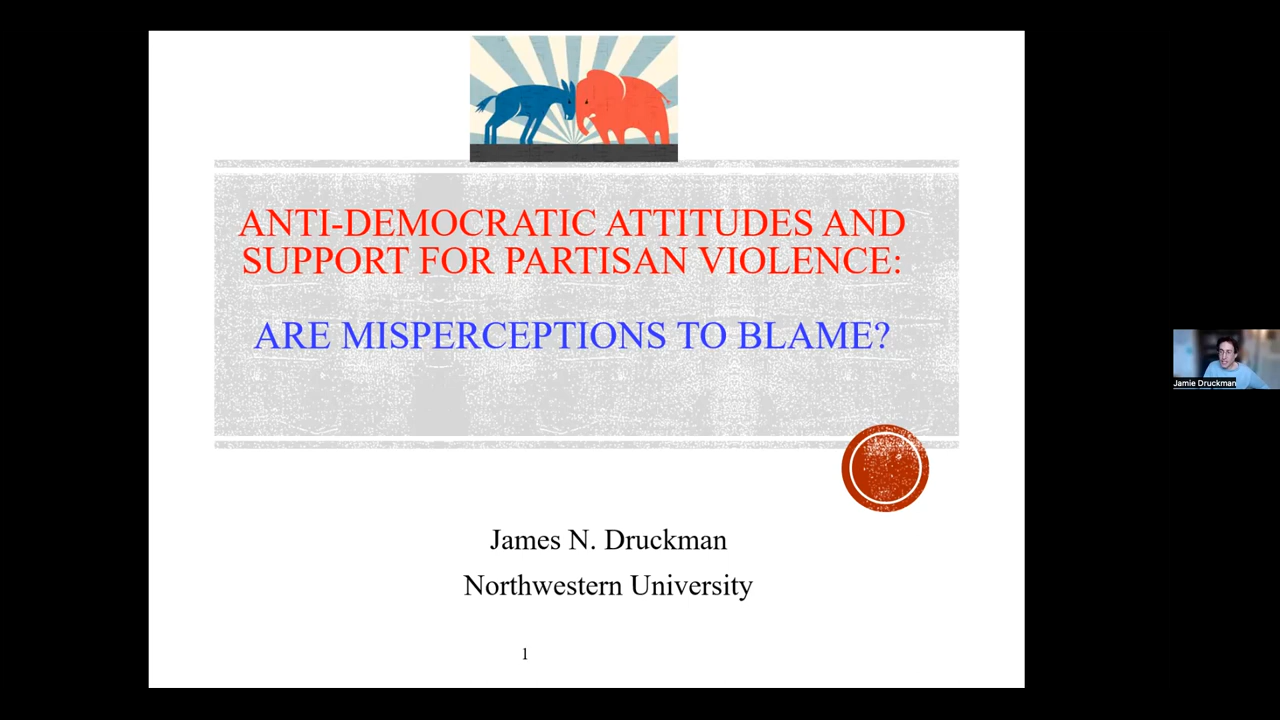 ANTI-DEMOCRATIC ATTITUDES AND
SUPPORT FOR PARTISAN VIOLENCE:
ARE MISPERCEPTIONS TO BLAME?
Jamie Druckman
James N. Druckman
Northwestern University
1